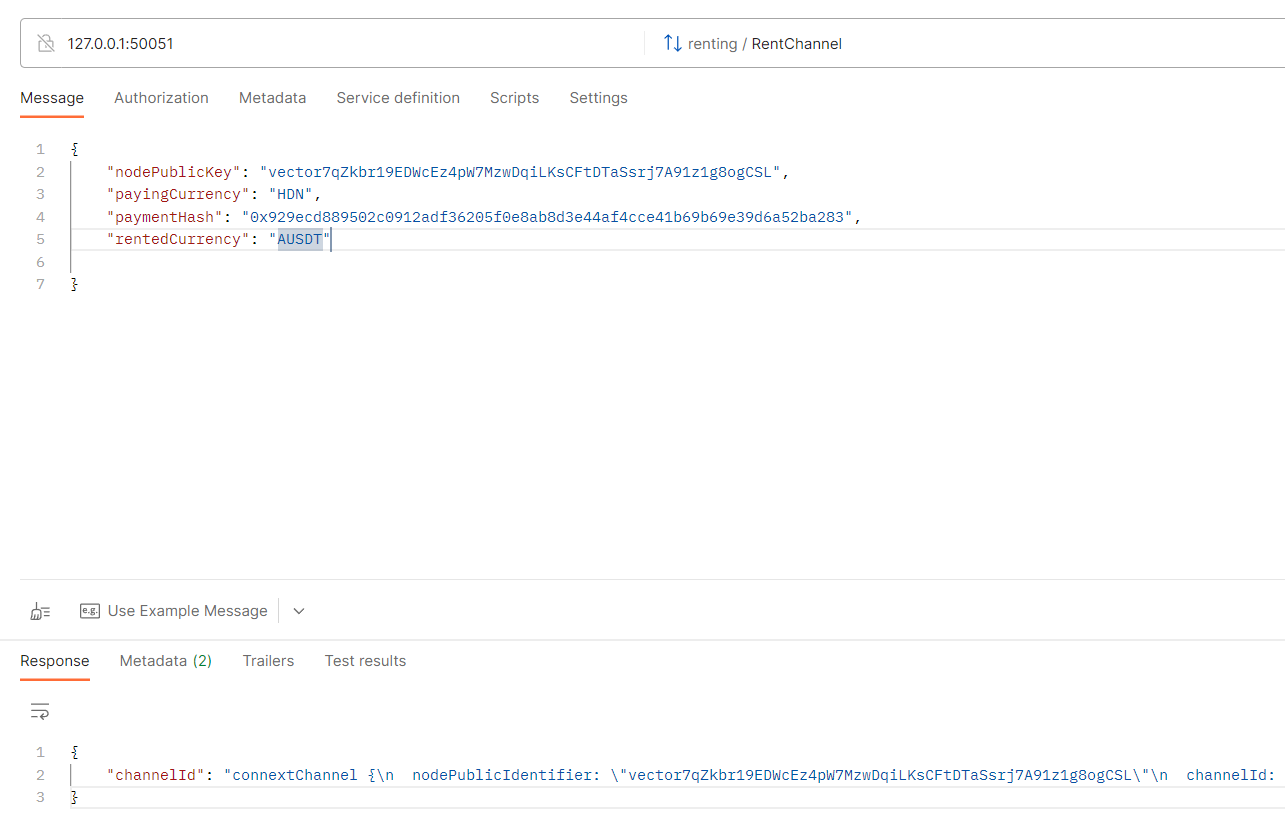 127.0.0.1:50051 renting / RentChannel
Message Authorization Metadata Service definition Scripts Settings
1 {
2 "nodePublicKey": "vector7qZkbr19EDWcEz4pW7MzwDqiLKsCFtDTaSsrj7A91z1g8ogCSL",
3 "payingCurrency": "HDN",
4 "paymentHash": "0x929ecd889502c0912adf36205f0e8ab8d3e44af4cce41b69b69e39d6a52ba283",
5 "rentedCurrency": "AUSDT"
6
7 }
e.g. Use Example Message
Response Metadata (2) Trailers Test results
1 {
2 "channelId": "connextChannel {\n  nodePublicIdentifier: \"vector7qZkbr19EDWcEz4pW7MzwDqiLKsCFtDTaSsrj7A91z1g8ogCSL\"\n  channelId:
3 }